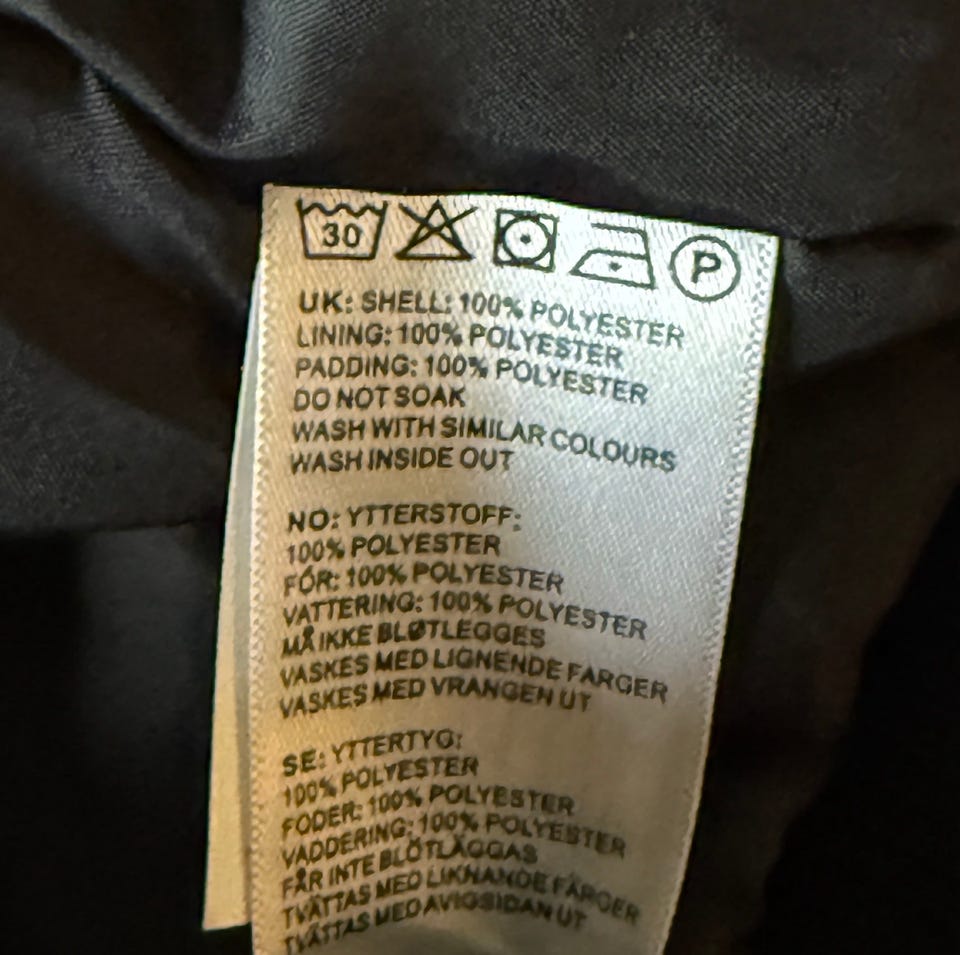 30 P
UK: SHELL: 100% POLYESTER
LINING: 100% POLYESTER
PADDING: 100% POLYESTER
DO NOT SOAK
WASH WITH SIMILAR COLOURS
WASH INSIDE OUT
NO: YTTERSTOFF:
100% POLYESTER
FÓR: 100% POLYESTER
VATTERING: 100% POLYESTER
MÅ IKKE BLØTLEGGES
VASKES MED LIGNENDE FARGER
VASKES MED VRANGEN UT
SE: YTTERTYG:
100% POLYESTER
FODER: 100% POLYESTER
VADDERING: 100% POLYESTER
FÅR INTE BLÖTLÄGGAS
TVÄTTAS MED LIKNANDE FÄRGER
TVÄTTAS MED AVIGSIDAN UT